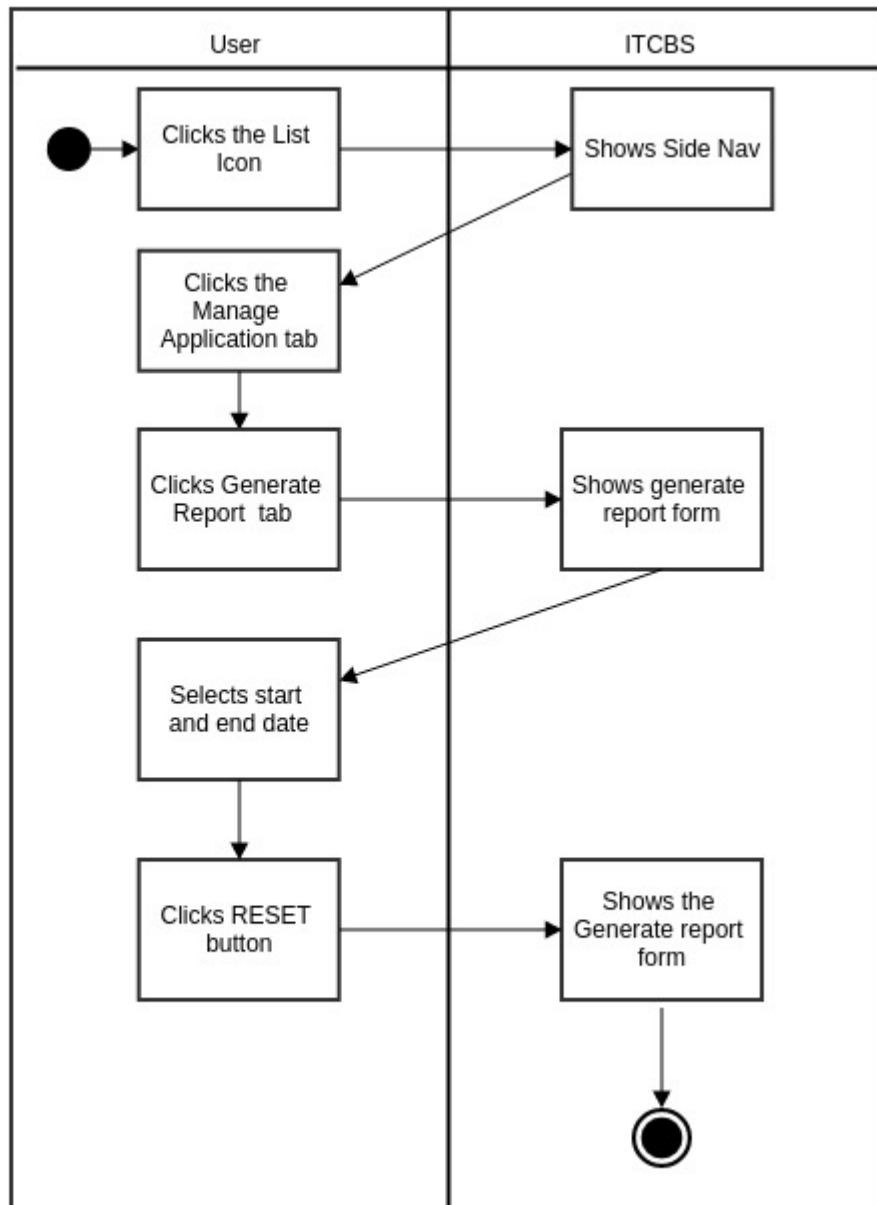 User
ITCBS
Clicks the List
Icon
Shows Side Nav
Clicks the
Manage
Application tab
Clicks Generate
Report tab
Shows generate
report form
Selects start
and end date
Clicks RESET
button
Shows the
Generate report
form